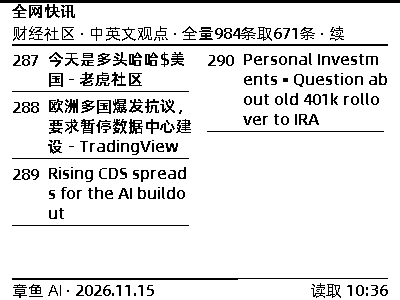 全网快讯
财经社区 · 中英文观点 · 全量984条取671条 · 续
287 今天是多头哈哈$美
国 - 老虎社区
288 欧洲多国爆发抗议，
要求暂停数据中心建
设 - TradingView
289 Rising CDS spread
s for the AI buildo
ut
290 Personal Investm
ents • Question ab
out old 401k rollo
ver to IRA
章鱼 AI · 2026.11.15
读取 10:36